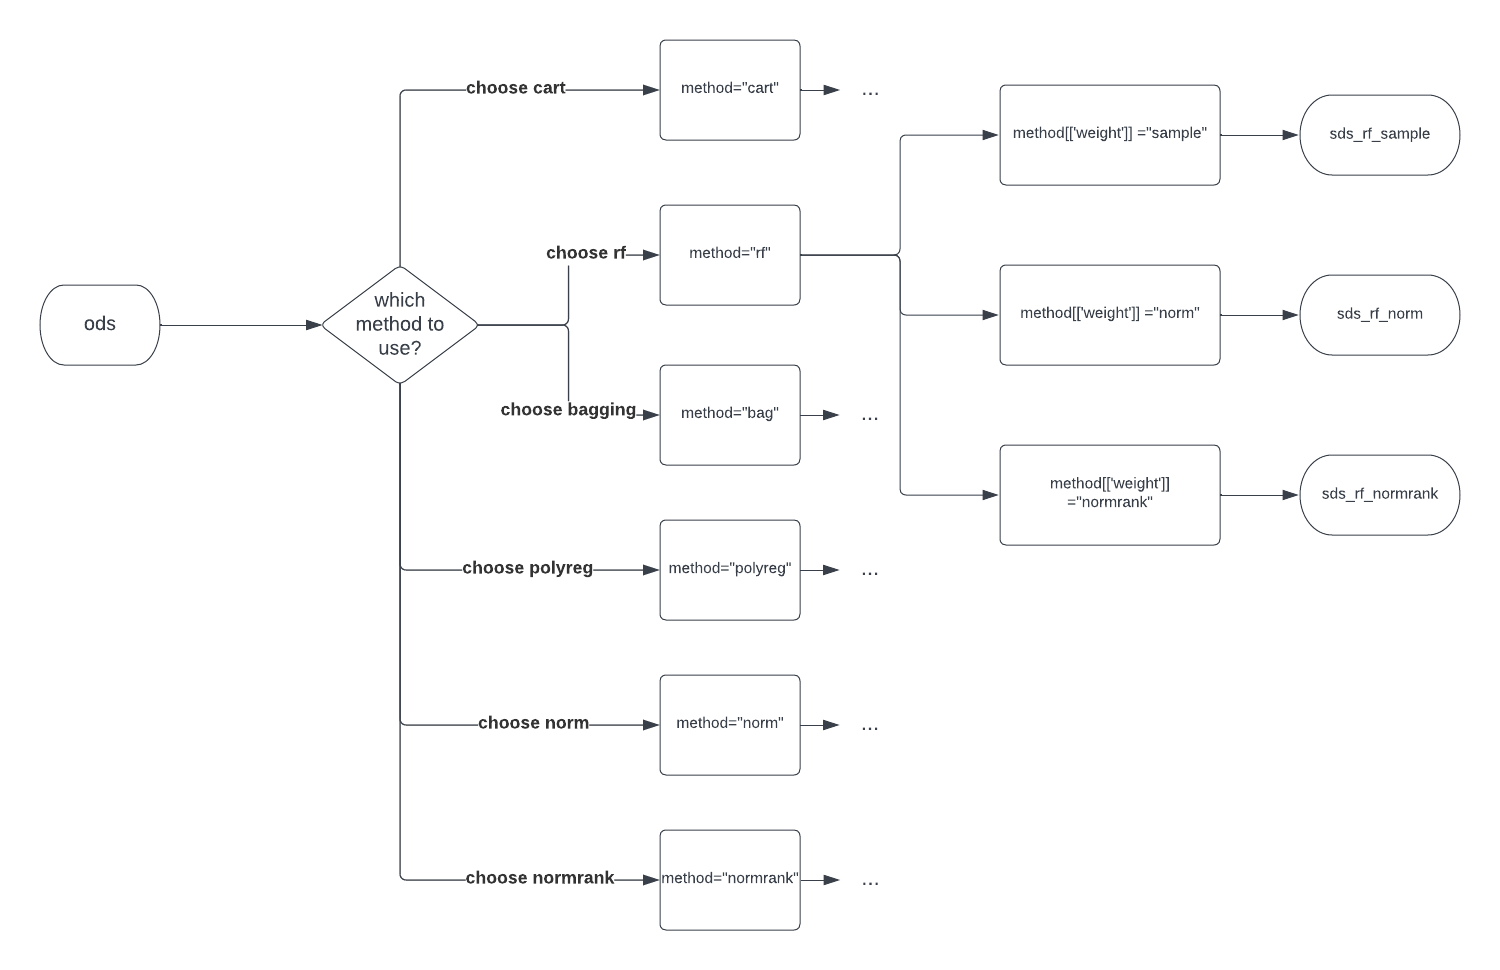 choose cart
method="cart"
...
method[['weight']] ="sample"
sds_rf_sample
choose rf
method="rf"
ods
which
method to
use?
method[['weight']] ="norm"
sds_rf_norm
choose bagging
method="bag"
...
method[['weight']]
="normrank"
sds_rf_normrank
choose polyreg
method="polyreg"
...
choose norm
method="norm"
...
choose normrank
method="normrank"
...